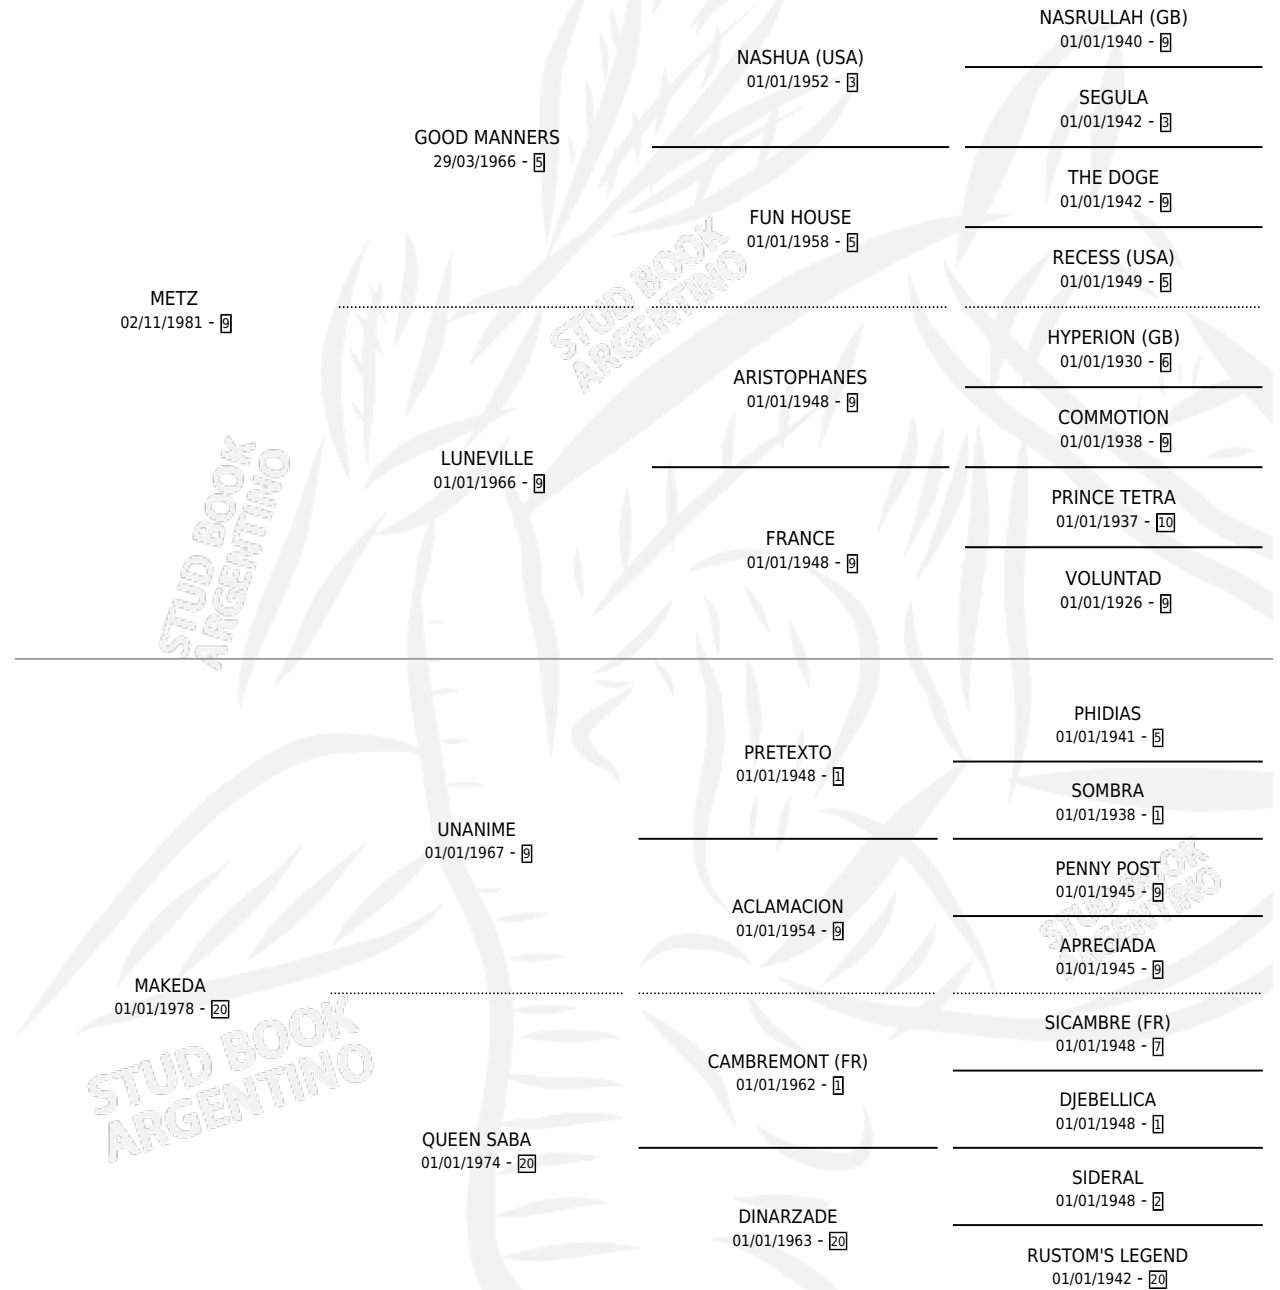 NASRULLAH (GB)
01/01/1940 - 9
NASHUA (USA)
01/01/1952 - 3
SEGULA
01/01/1942 - 3
GOOD MANNERS
29/03/1966 - 5
THE DOGE
01/01/1942 - 9
FUN HOUSE
01/01/1958 - 5
RECESS (USA)
01/01/1949 - 5
METZ
02/11/1981 - 9
HYPERION (GB)
01/01/1930 - 6
ARISTOPHANES
01/01/1948 - 9
COMMOTION
01/01/1938 - 9
LUNEVILLE
01/01/1966 - 9
PRINCE TETRA
01/01/1937 - 10
FRANCE
01/01/1948 - 9
VOLUNTAD
01/01/1926 - 9
PHIDIAS
01/01/1941 - 5
PRETEXTO
01/01/1948 - 1
SOMBRA
01/01/1938 - 1
UNANIME
01/01/1967 - 9
PENNY POST
01/01/1945 - 9
ACLAMACION
01/01/1954 - 9
APRECIADA
01/01/1945 - 9
MAKEDA
01/01/1978 - 20
SICAMBRE (FR)
01/01/1948 - 7
CAMBREMONT (FR)
01/01/1962 - 1
DJEBELLICA
01/01/1948 - 1
QUEEN SABA
01/01/1974 - 20
SIDERAL
01/01/1948 - 2
DINARZADE
01/01/1963 - 20
RUSTOM'S LEGEND
01/01/1942 - 20
STUD BOOK
ARGENTINO
STUD BOOK
ARGENTINO
STUD BOOK
ARGENTINO
STUD BOOK
ARGENTINO